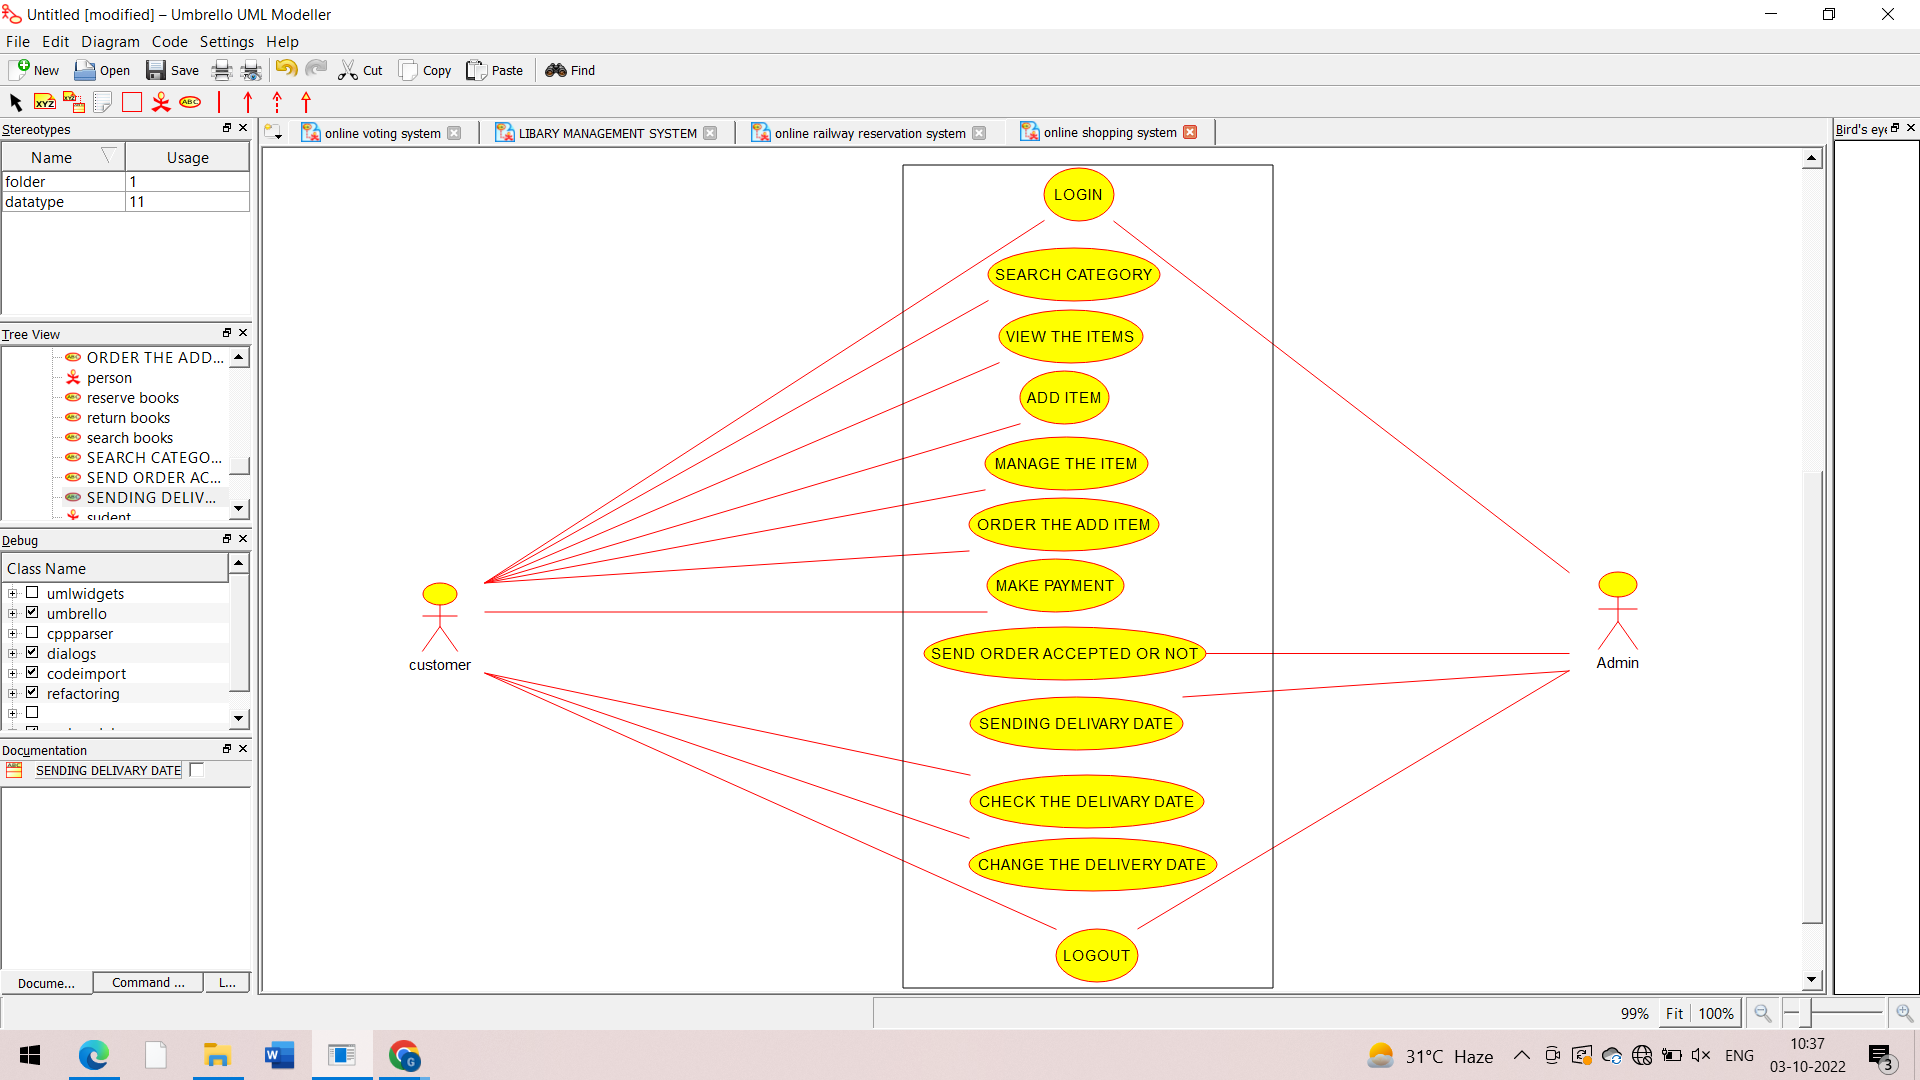 Untitled [modified] – Umbrello UML Modeller
File Edit Diagram Code Settings Help
New Open Save Cut Copy Paste Find
XYZ XYZ ABC
Stereotypes
Name Usage
folder 1
datatype 11
Tree View
ORDER THE ADD...
person
reserve books
return books
search books
SEARCH CATEGO...
SEND ORDER AC...
SENDING DELIV...
sudent
Debug
Class Name
umlwidgets
umbrello
cppparser
dialogs
codeimport
refactoring
Documentation
SENDING DELIVARY DATE
Docume... Command ... L...
online voting system LIBARY MANAGEMENT SYSTEM online railway reservation system online shopping system
Bird's eye
LOGIN
SEARCH CATEGORY
VIEW THE ITEMS
ADD ITEM
MANAGE THE ITEM
ORDER THE ADD ITEM
MAKE PAYMENT
SEND ORDER ACCEPTED OR NOT
SENDING DELIVARY DATE
CHECK THE DELIVARY DATE
CHANGE THE DELIVERY DATE
LOGOUT
customer
Admin
99% Fit 100%
31°C Haze ENG
10:37
03-10-2022
3